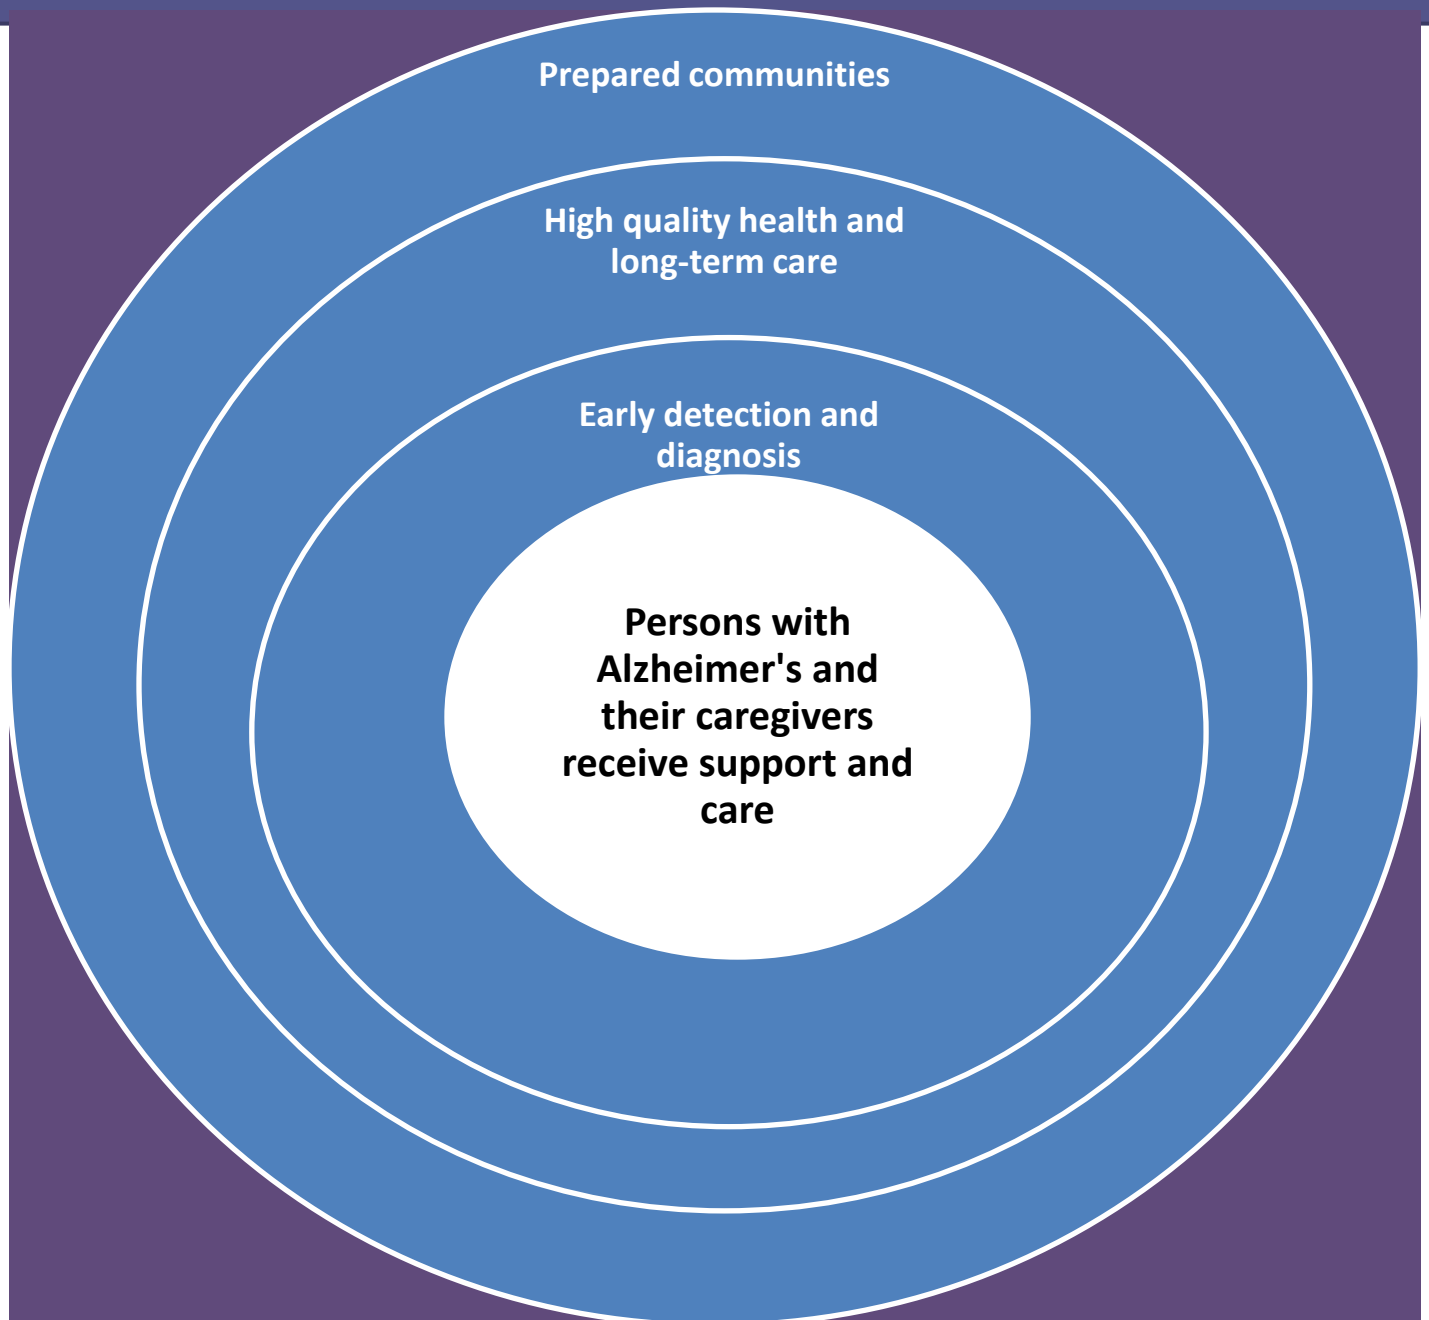 Prepared communities
High quality health and
long-term care
Early detection and
diagnosis
Persons with
Alzheimer's and
their caregivers
receive support and
care